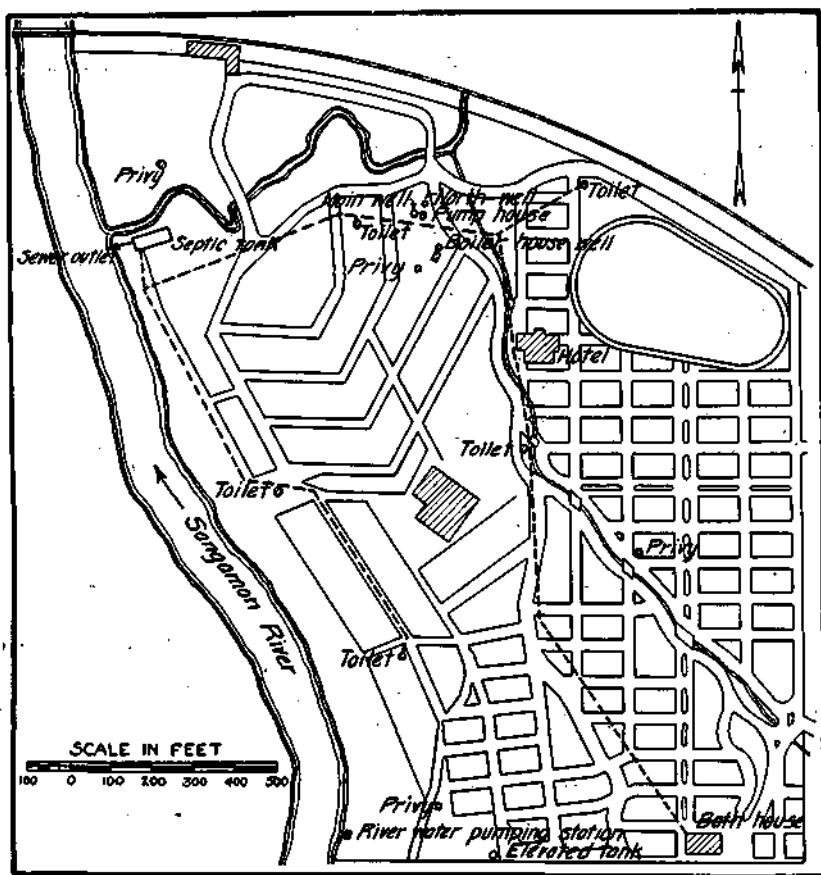 Privy
Main well
North well
Pump house
Toilet
Toilet
Sewer outlet
Septic tank
Boiler house well
Privy
Hotel
Toilet
Toilet
Privy
Sangamon River
Toilet
SCALE IN FEET
100 0 100 200 300 400 500
Privy
River water pumping station
Elevated tank
Bath house